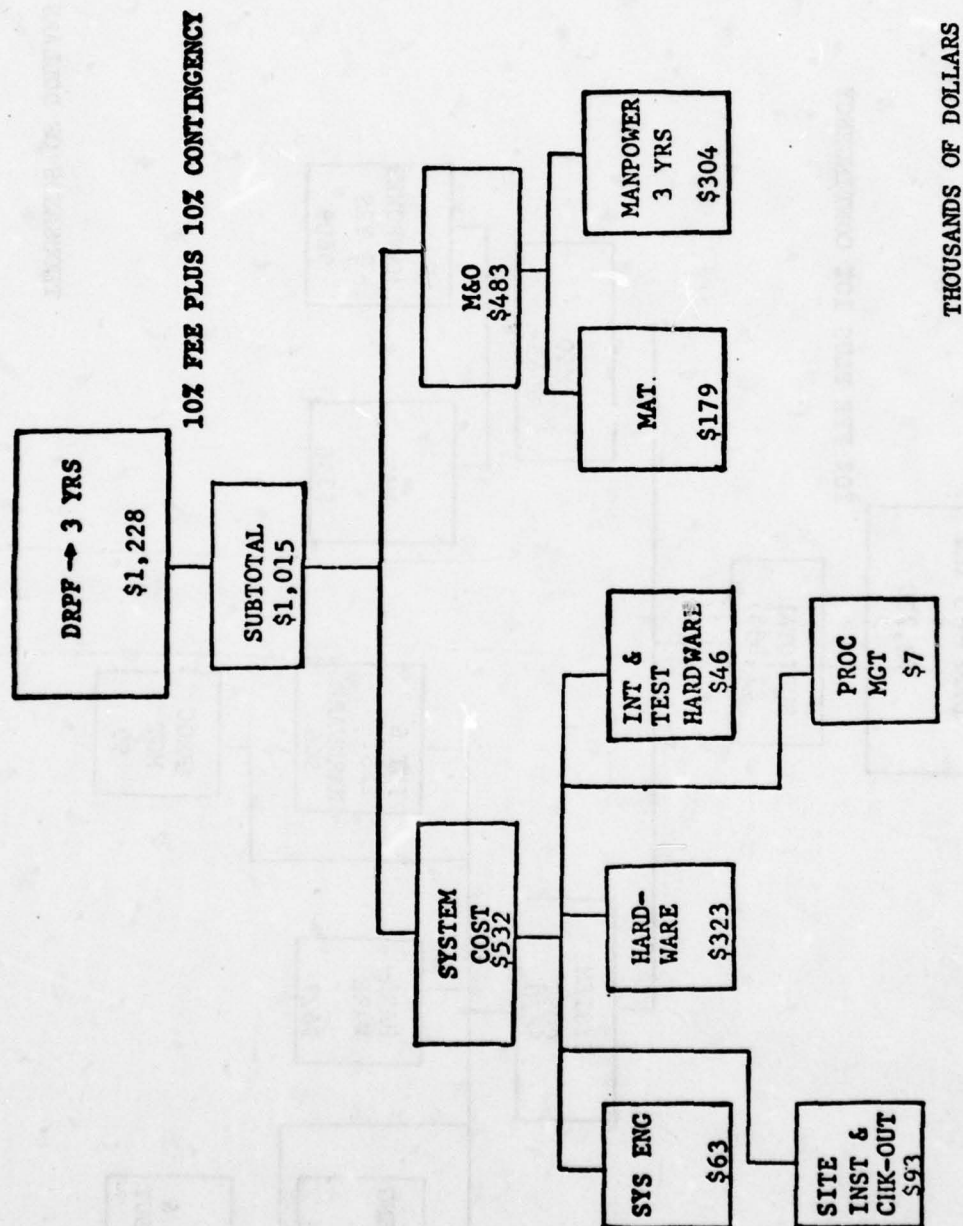 DRPF → 3 YRS
$1,228
10% FEE PLUS 10% CONTINGENCY
SUBTOTAL
$1,015
SYSTEM
COST
$532
M&O
$483
SYS ENG
$63
HARD-
WARE
$323
INT &
TEST
HARDWARE
$46
MAT.
$179
MANPOWER
3 YRS
$304
SITE
INST &
CHK-OUT
$93
PROC
MGT
$7
THOUSANDS OF DOLLARS